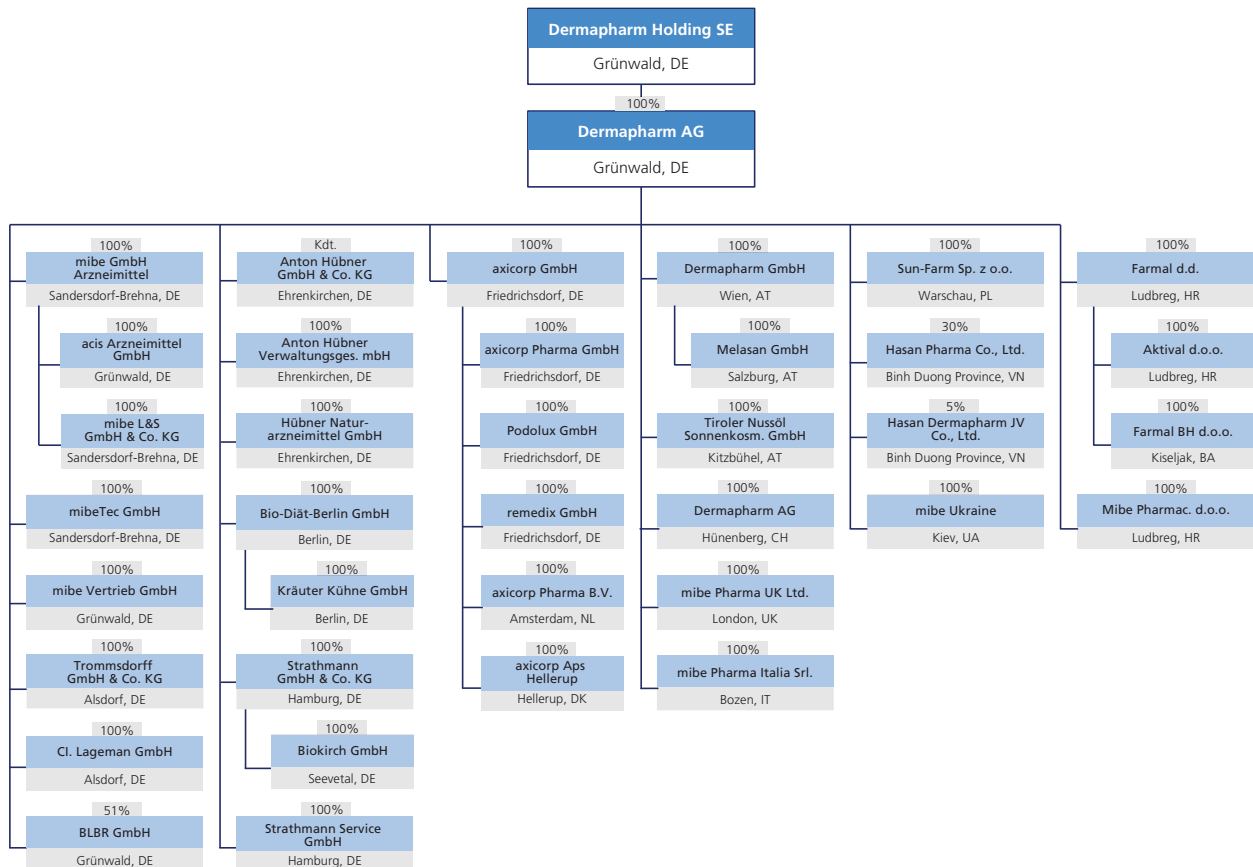 Dermapharm Holding SE
Grünwald, DE
100%
Dermapharm AG
Grünwald, DE
100%
mibe GmbH
Arzneimittel
Sandersdorf-Brehna, DE
100%
acis Arzneimittel
GmbH
Grünwald, DE
100%
mibe L&S
GmbH & Co. KG
Sandersdorf-Brehna, DE
100%
mibeTec GmbH
Sandersdorf-Brehna, DE
100%
mibe Vertrieb GmbH
Grünwald, DE
100%
Trommsdorff
GmbH & Co. KG
Alsdorf, DE
100%
CI. Lageman GmbH
Alsdorf, DE
51%
BLBR GmbH
Grünwald, DE
Kdt.
Anton Hübner
GmbH & Co. KG
Ehrenkirchen, DE
100%
Anton Hübner
Verwaltungsges. mbH
Ehrenkirchen, DE
100%
Hübner Natur-
arzneimittel GmbH
Ehrenkirchen, DE
100%
Bio-Diät-Berlin GmbH
Berlin, DE
100%
Kräuter Kühne GmbH
Berlin, DE
100%
Strathmann
GmbH & Co. KG
Hamburg, DE
100%
Biokirch GmbH
Seevetal, DE
100%
Strathmann Service
GmbH
Hamburg, DE
100%
axicorp GmbH
Friedrichsdorf, DE
100%
axicorp Pharma GmbH
Friedrichsdorf, DE
100%
Podolux GmbH
Friedrichsdorf, DE
100%
remedix GmbH
Friedrichsdorf, DE
100%
axicorp Pharma B.V.
Amsterdam, NL
100%
axicorp Aps
Hellerup
Hellerup, DK
100%
Dermapharm GmbH
Wien, AT
100%
Melasan GmbH
Salzburg, AT
100%
Tiroler Nussöl
Sonnenkosm. GmbH
Kitzbühel, AT
100%
Dermapharm AG
Hünenberg, CH
100%
mibe Pharma UK Ltd.
London, UK
100%
mibe Pharma Italia Srl.
Bozen, IT
100%
Sun-Farm Sp. z o.o.
Warschau, PL
30%
Hasan Pharma Co., Ltd.
Binh Duong Province, VN
5%
Hasan Dermapharm JV
Co., Ltd.
Binh Duong Province, VN
100%
mibe Ukraine
Kiev, UA
100%
Farmal d.d.
Ludbreg, HR
100%
Aktival d.o.o.
Ludbreg, HR
100%
Farmal BH d.o.o.
Kiseljak, BA
100%
Mibe Pharmac. d.o.o.
Ludbreg, HR